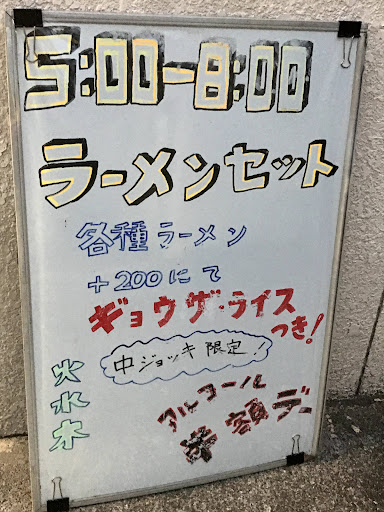 5:00-8:00
ラーメンセット
各種ラーメン
+200にて
ギョウザ・ライス
つき!
中ジョッキ限定!
火
水
木
アルコール
半額デー